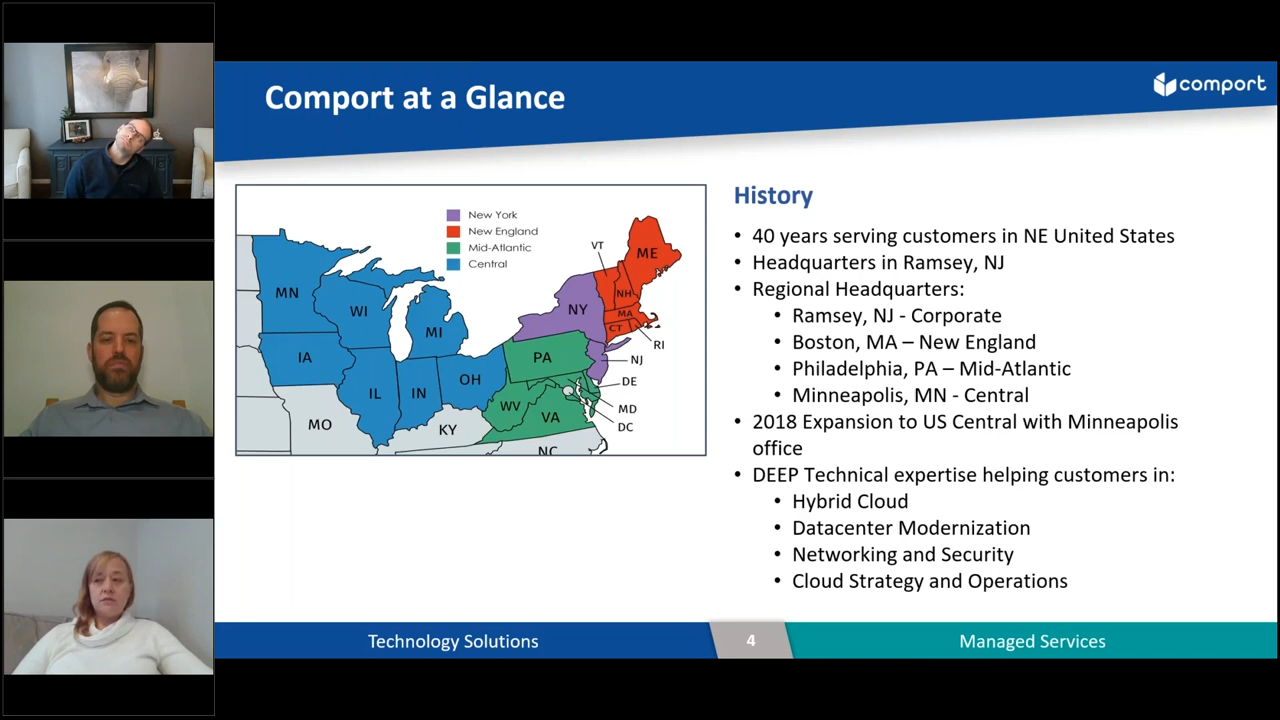 Comport at a Glance
comport
New York
New England
Mid-Atlantic
Central
VT
ME
MN
NH
WI
NY
MA
MI
CT
RI
IA
PA
NJ
OH
DE
IL
IN
WV
MD
VA
MO
KY
DC
NC
History
• 40 years serving customers in NE United States
• Headquarters in Ramsey, NJ
• Regional Headquarters:
• Ramsey, NJ - Corporate
• Boston, MA – New England
• Philadelphia, PA – Mid-Atlantic
• Minneapolis, MN - Central
• 2018 Expansion to US Central with Minneapolis
office
• DEEP Technical expertise helping customers in:
• Hybrid Cloud
• Datacenter Modernization
• Networking and Security
• Cloud Strategy and Operations
Technology Solutions
4
Managed Services